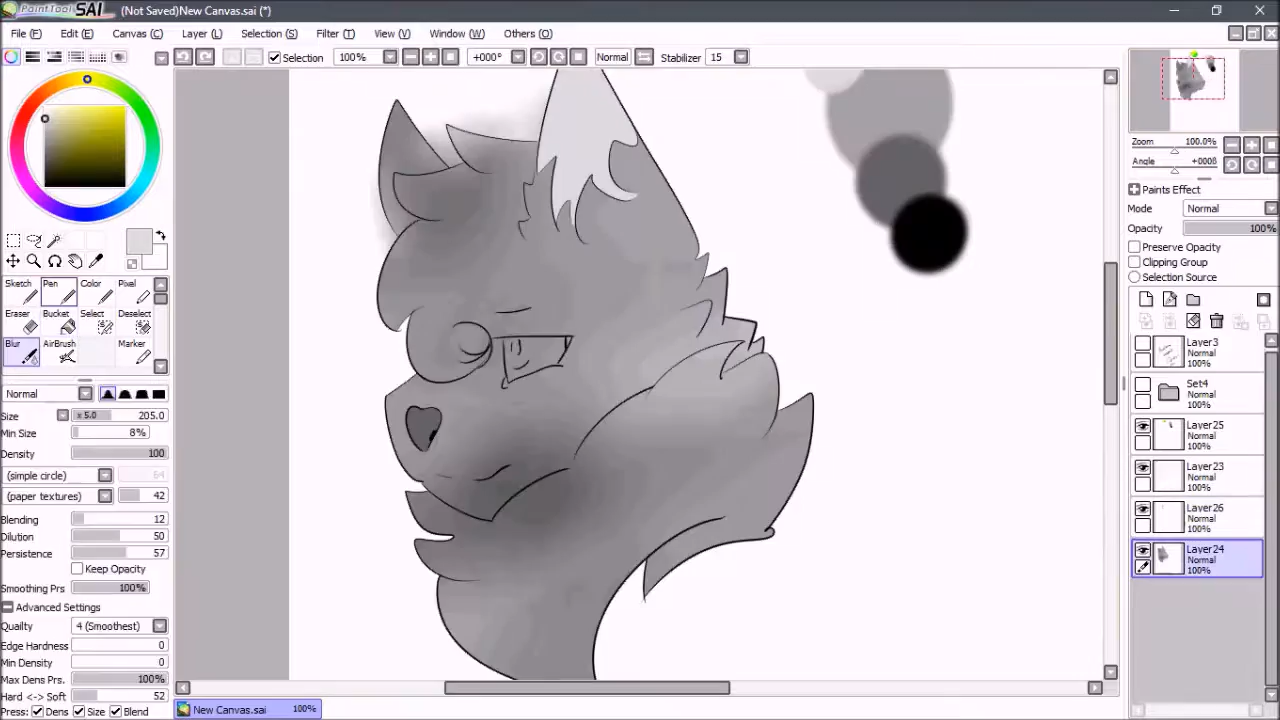 PaintTool SAI (Not Saved)New Canvas.sai (*)
File (F) Edit (E) Canvas (C) Layer (L) Selection (S) Filter (T) View (V) Window (W) Others (O)
Selection 100% +000° Normal Stabilizer 15
Sketch Pen Color Pixel
Eraser Bucket Select Deselect
Blur AirBrush Marker
Normal
Size x 5.0 205.0
Min Size 8%
Density 100
(simple circle) 64
(paper textures) 42
Blending 12
Dilution 50
Persistence 57
Keep Opacity
Smoothing Prs 100%
Advanced Settings
Quailty 4 (Smoothest)
Edge Hardness 0
Min Density 0
Max Dens Prs. 100%
Hard <-> Soft 52
Press: Dens Size Blend
Zoom 100.0%
Angle +000ß
Paints Effect
Mode Normal
Opacity 100%
Preserve Opacity
Clipping Group
Selection Source
Layer3
Normal
100%
Set4
Normal
100%
Layer25
Normal
100%
Layer23
Normal
100%
Layer26
Normal
100%
Layer24
Normal
100%
New Canvas.sai 100%